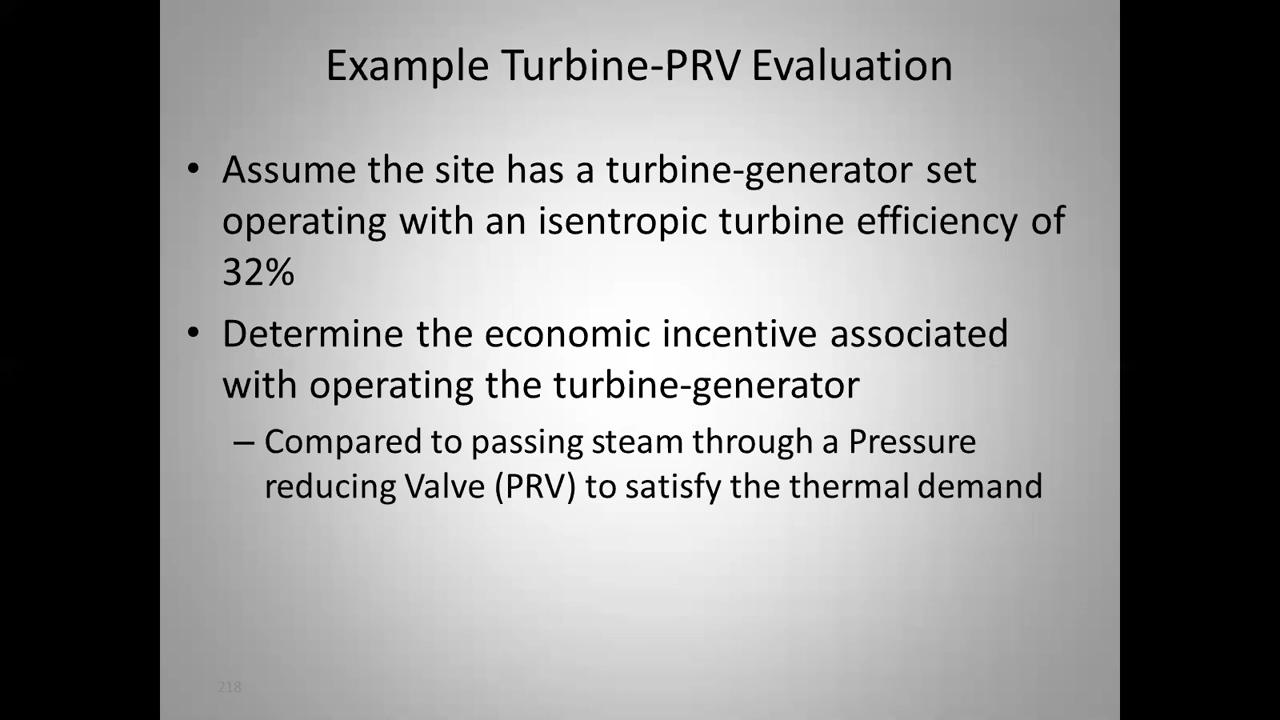 Example Turbine-PRV Evaluation
• Assume the site has a turbine-generator set
operating with an isentropic turbine efficiency of
32%
• Determine the economic incentive associated
with operating the turbine-generator
– Compared to passing steam through a Pressure
reducing Valve (PRV) to satisfy the thermal demand
218